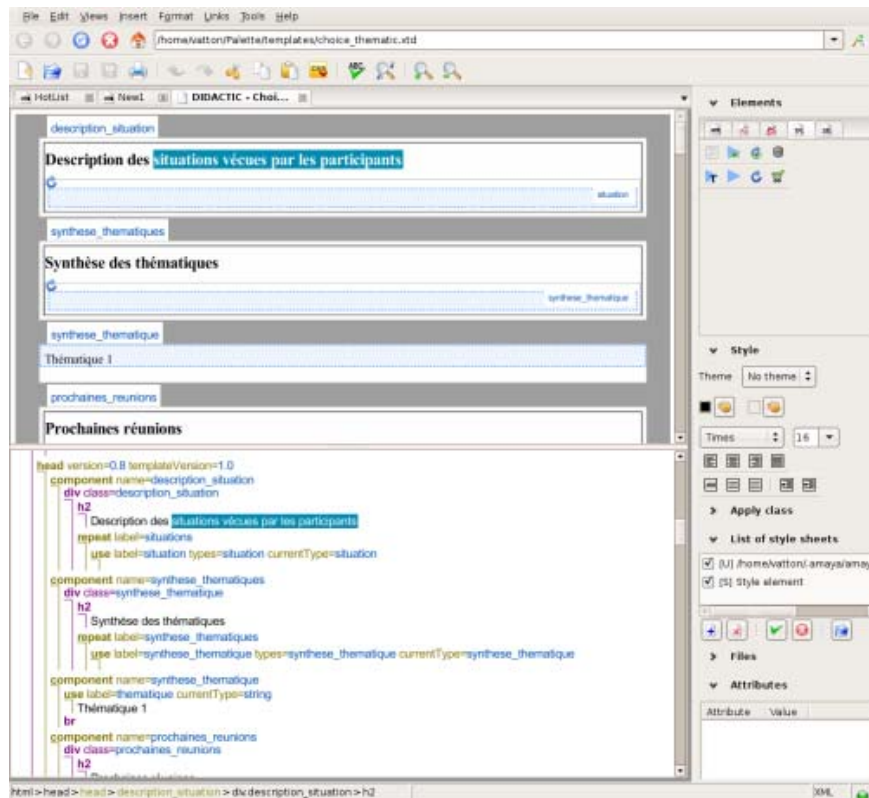 File Edit Views Insert Format Links Tools Help
/home/vatton/Palette/templates/choice_thematic.xtd
HotList New1 DIDACTIC - Choi...
description_situation
Description des situations vécues par les participants
situation
synthese_thematiques
Synthèse des thématiques
synthese_thematique
synthese_thematique
Thématique 1
prochaines_reunions
Prochaines réunions
head version=0.8 templateVersion=1.0
component name=description_situation
div class=description_situation
h2
Description des situations vécues par les participants
repeat label=situations
use label=situation types=situation currentType=situation
component name=synthese_thematiques
div class=synthese_thematique
h2
Synthèse des thématiques
repeat label=synthese_thematiques
use label=synthese_thematique types=synthese_thematique currentType=synthese_thematique
component name=synthese_thematique
use label=thematique currentType=string
Thématique 1
br
component name=prochaines_reunions
div class=prochaines_reunions
h2
Prochaines réunions
html>head>head>description_situation>div.description_situation>h2
XML
Elements
Style
Theme No theme
Times 16
Apply class
List of style sheets
[U] /home/vatton/.amaya/amay
[S] Style element
Files
Attributes
Attribute Value